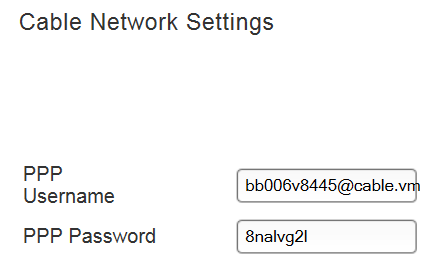 Cable Network Settings
PPP
Username
bb006v8445@cable.vm
PPP Password
8nalvg2l